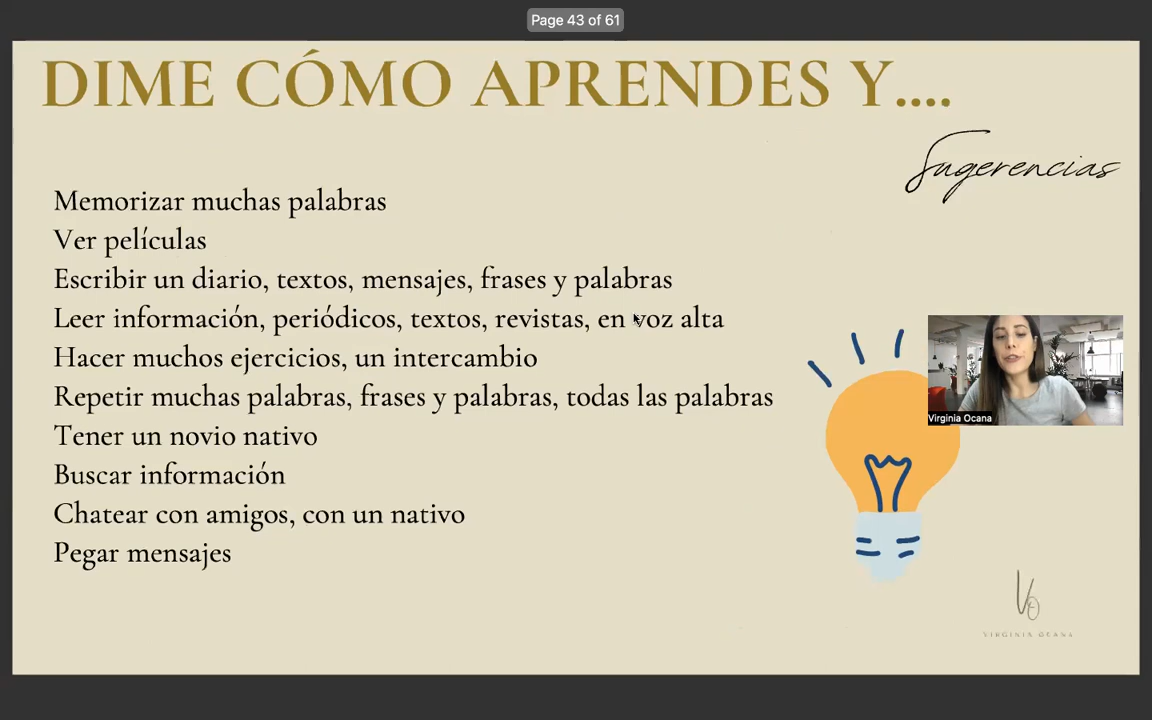 Page 43 of 61
DIME CÓMO APRENDES Y....
Sugerencias
Memorizar muchas palabras
Ver películas
Escribir un diario, textos, mensajes, frases y palabras
Leer información, periódicos, textos, revistas, en voz alta
Hacer muchos ejercicios, un intercambio
Repetir muchas palabras, frases y palabras, todas las palabras
Tener un novio nativo
Buscar información
Chatear con amigos, con un nativo
Pegar mensajes
Virginia Ocana
VO
VIRGINIA OCANA